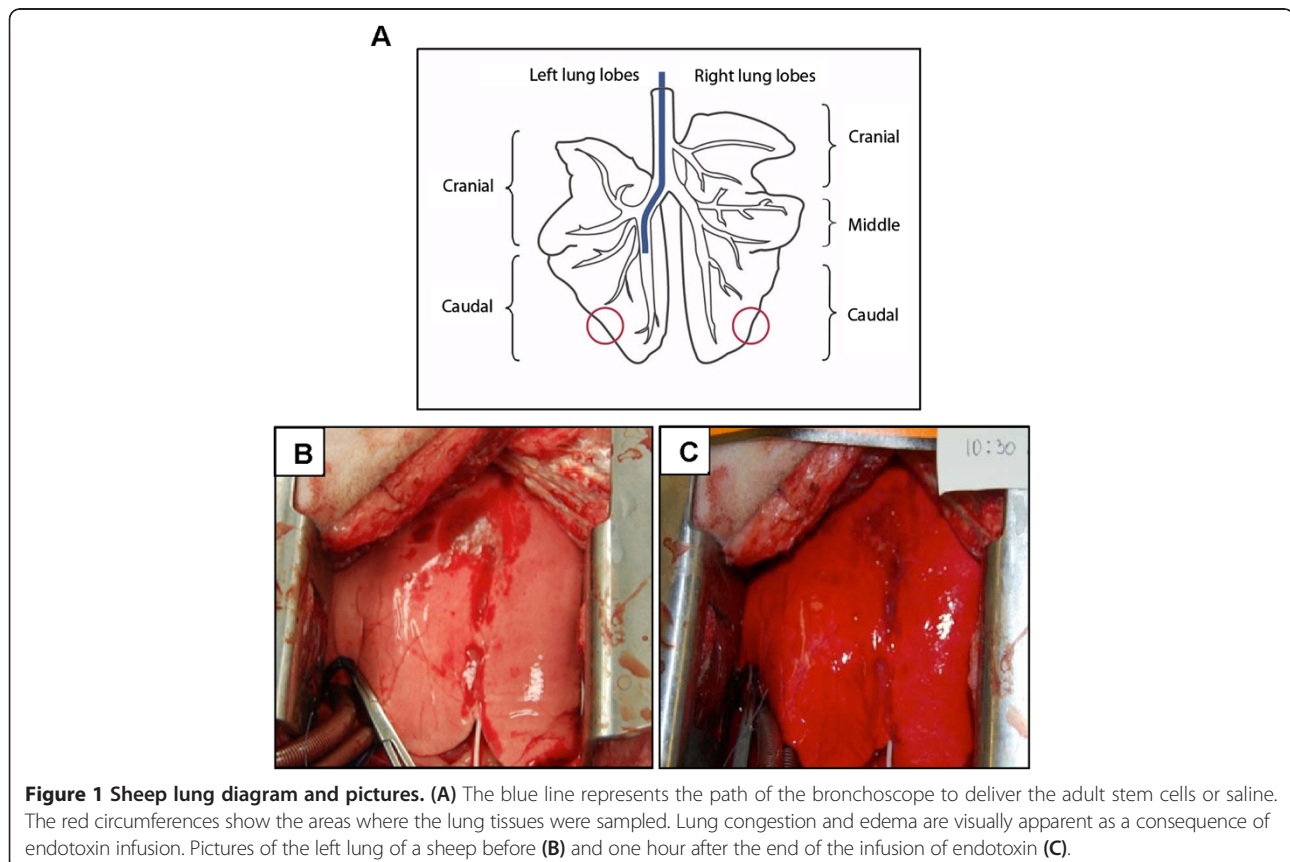 A
Left lung lobes Right lung lobes
Cranial
Cranial
Middle
Caudal
Caudal
B
C
10:30
Figure 1 Sheep lung diagram and pictures. (A) The blue line represents the path of the bronchoscope to deliver the adult stem cells or saline.
The red circumferences show the areas where the lung tissues were sampled. Lung congestion and edema are visually apparent as a consequence of
endotoxin infusion. Pictures of the left lung of a sheep before (B) and one hour after the end of the infusion of endotoxin (C).